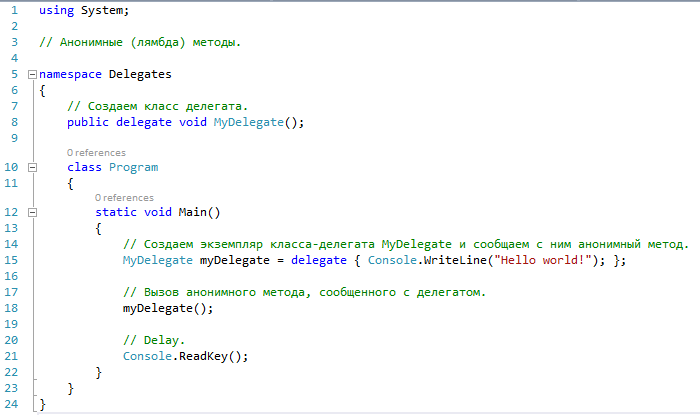 1 using System;
2
3 // Анонимные (лямбда) методы.
4
5 namespace Delegates
6 {
7 // Создаем класс делегата.
8 public delegate void MyDelegate();
9
0 references
10 class Program
11 {
0 references
12 static void Main()
13 {
14 // Создаем экземпляр класса-делегата MyDelegate и сообщаем с ним анонимный метод.
15 MyDelegate myDelegate = delegate { Console.WriteLine("Hello world!"); };
16
17 // Вызов анонимного метода, сообщенного с делегатом.
18 myDelegate();
19
20 // Delay.
21 Console.ReadKey();
22 }
23 }
24 }